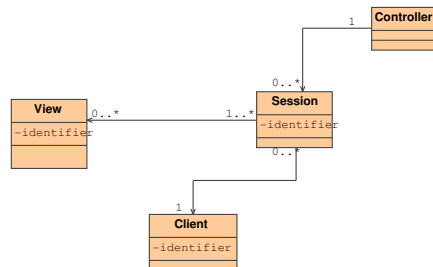 Controller
1
0..*
Session
-identifier
View
-identifier
0..*
1..*
0..*
1
Client
-identifier